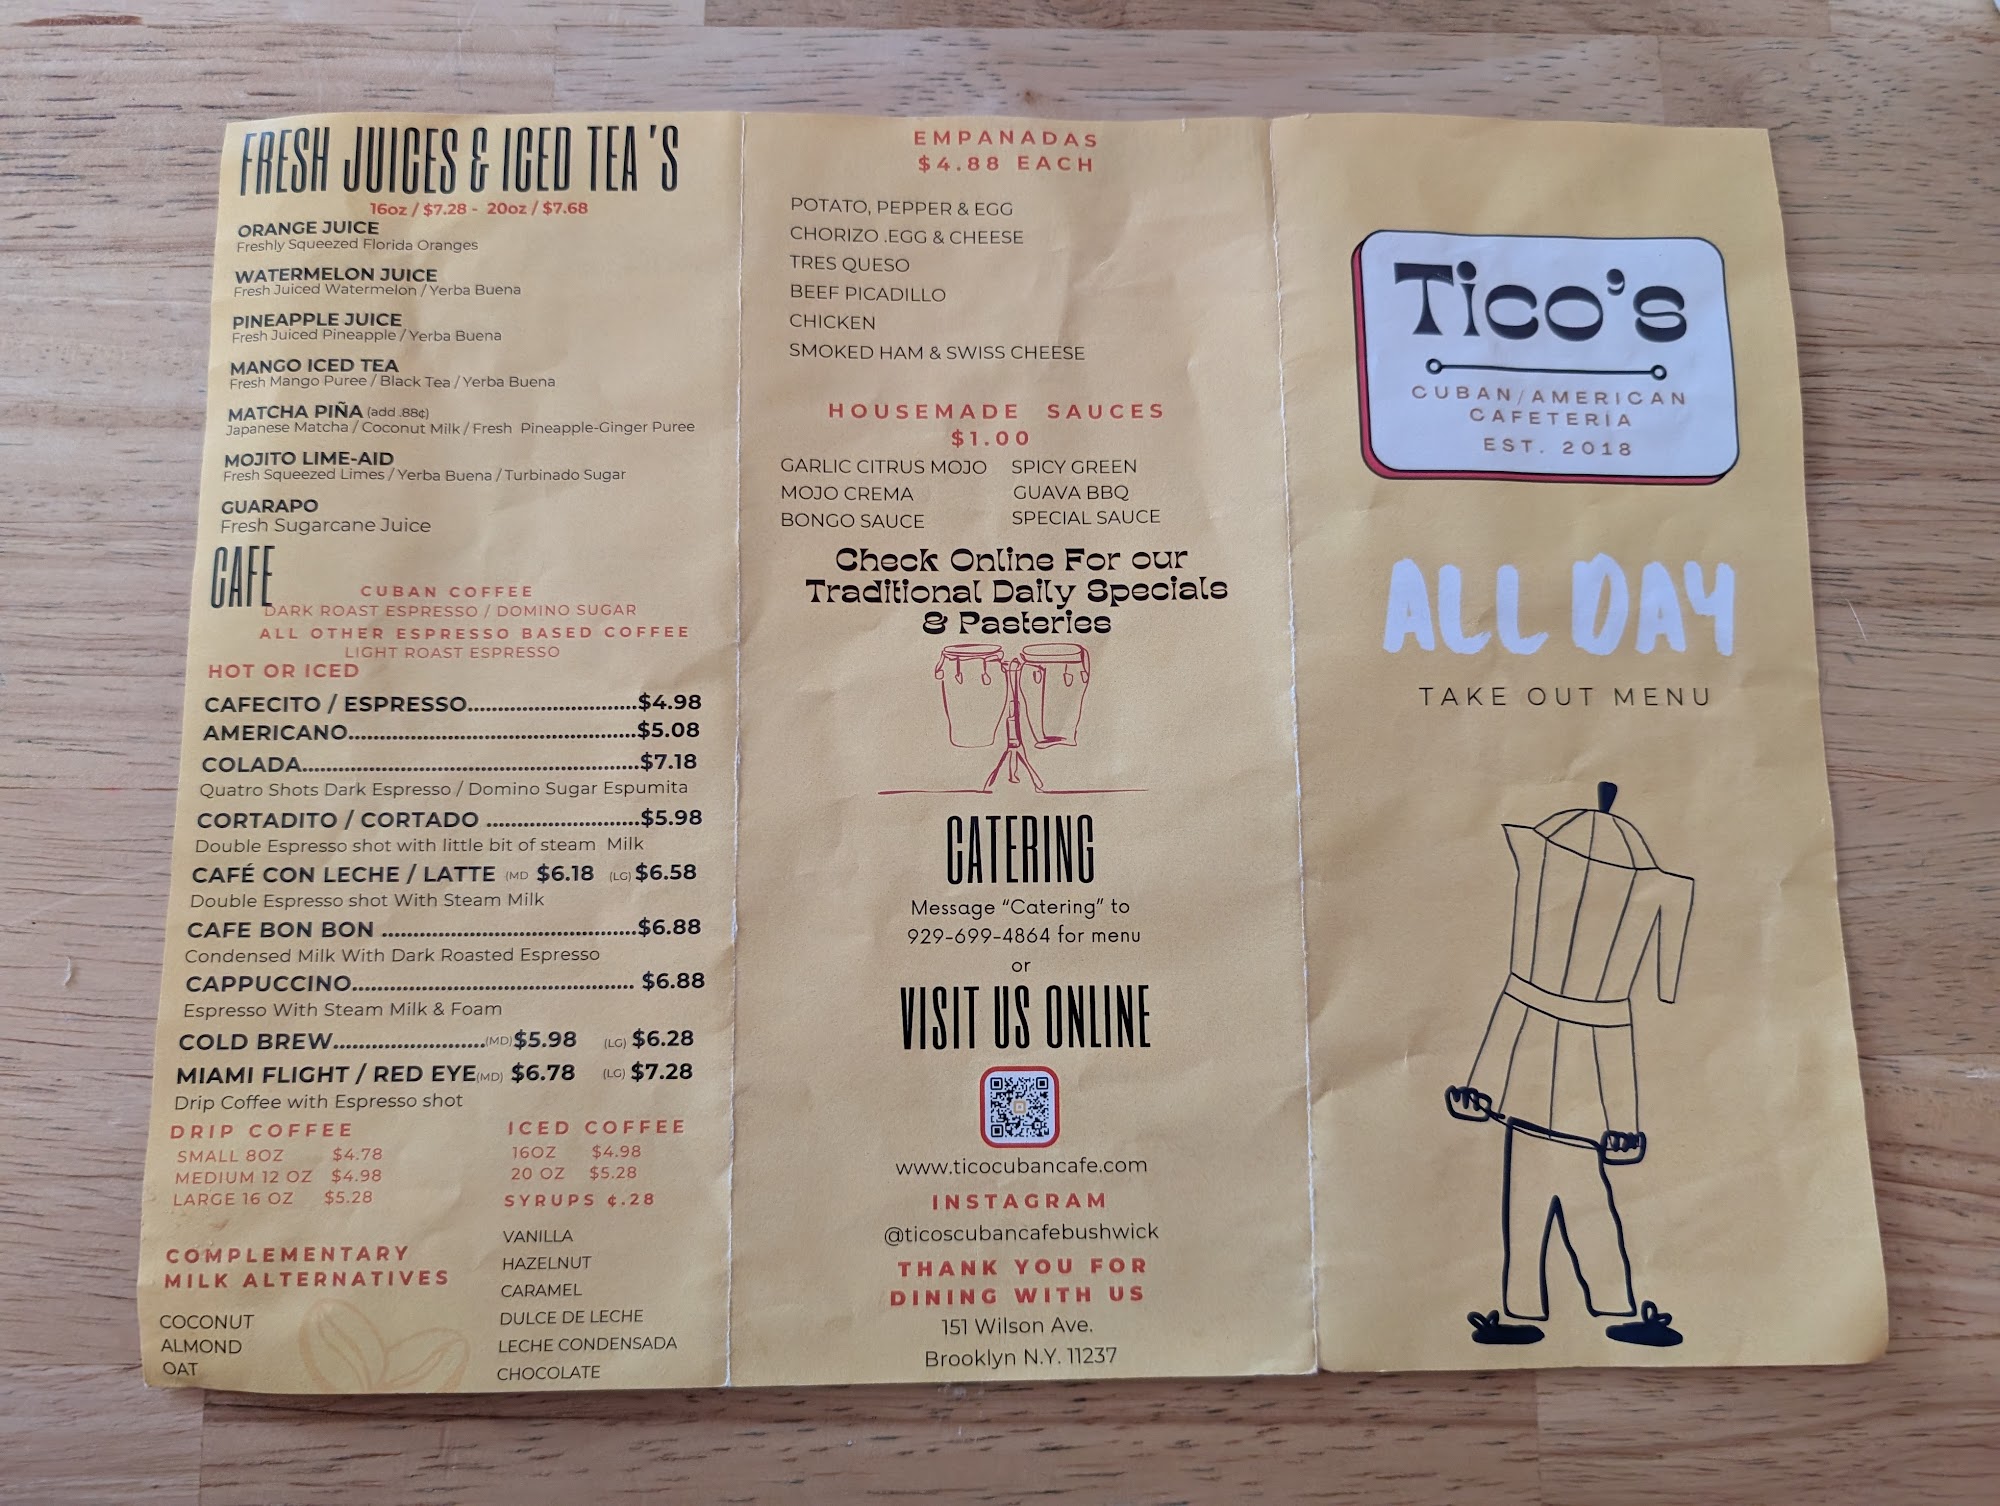 FRESH JUICES & ICED TEA'S
16oz / $7.28 - 20oz / $7.68
ORANGE JUICE
Freshly Squeezed Florida Oranges
WATERMELON JUICE
Fresh Juiced Watermelon / Yerba Buena
PINEAPPLE JUICE
Fresh Juiced Pineapple / Yerba Buena
MANGO ICED TEA
Fresh Mango Puree / Black Tea / Yerba Buena
MATCHA PIÑA (add .88¢)
Japanese Matcha / Coconut Milk / Fresh Pineapple-Ginger Puree
MOJITO LIME-AID
Fresh Squeezed Limes / Yerba Buena / Turbinado Sugar
GUARAPO
Fresh Sugarcane Juice
CAFE
CUBAN COFFEE
DARK ROAST ESPRESSO / DOMINO SUGAR
ALL OTHER ESPRESSO BASED COFFEE
LIGHT ROAST ESPRESSO
HOT OR ICED
CAFECITO / ESPRESSO.............................$4.98
AMERICANO.................................................$5.08
COLADA..........................................................$7.18
Quatro Shots Dark Espresso / Domino Sugar Espumita
CORTADITO / CORTADO ..........................$5.98
Double Espresso shot with little bit of steam Milk
CAFÉ CON LECHE / LATTE (MD $6.18 (LG) $6.58
Double Espresso shot With Steam Milk
CAFE BON BON ............................................$6.88
Condensed Milk With Dark Roasted Espresso
CAPPUCCINO................................................ $6.88
Espresso With Steam Milk & Foam
COLD BREW..........................(MD)$5.98 (LG) $6.28
MIAMI FLIGHT / RED EYE(MD) $6.78 (LG) $7.28
Drip Coffee with Espresso shot
DRIP COFFEE
SMALL 8OZ $4.78
MEDIUM 12 OZ $4.98
LARGE 16 OZ $5.28
ICED COFFEE
16OZ $4.98
20 OZ $5.28
SYRUPS ¢.28
VANILLA
HAZELNUT
CARAMEL
DULCE DE LECHE
LECHE CONDENSADA
CHOCOLATE
COMPLEMENTARY
MILK ALTERNATIVES
COCONUT
ALMOND
OAT
EMPANADAS
$4.88 EACH
POTATO, PEPPER & EGG
CHORIZO .EGG & CHEESE
TRES QUESO
BEEF PICADILLO
CHICKEN
SMOKED HAM & SWISS CHEESE
HOUSEMADE SAUCES
$1.00
GARLIC CITRUS MOJO SPICY GREEN
MOJO CREMA GUAVA BBQ
BONGO SAUCE SPECIAL SAUCE
Check Online For our
Traditional Daily Specials
& Pasteries
CATERING
Message “Catering” to
929-699-4864 for menu
or
VISIT US ONLINE
www.ticocubancafe.com
INSTAGRAM
@ticoscubancafebushwick
THANK YOU FOR
DINING WITH US
151 Wilson Ave.
Brooklyn N.Y. 11237
Tico's
CUBAN/AMERICAN
CAFETERIA
EST. 2018
ALL DAY
TAKE OUT MENU